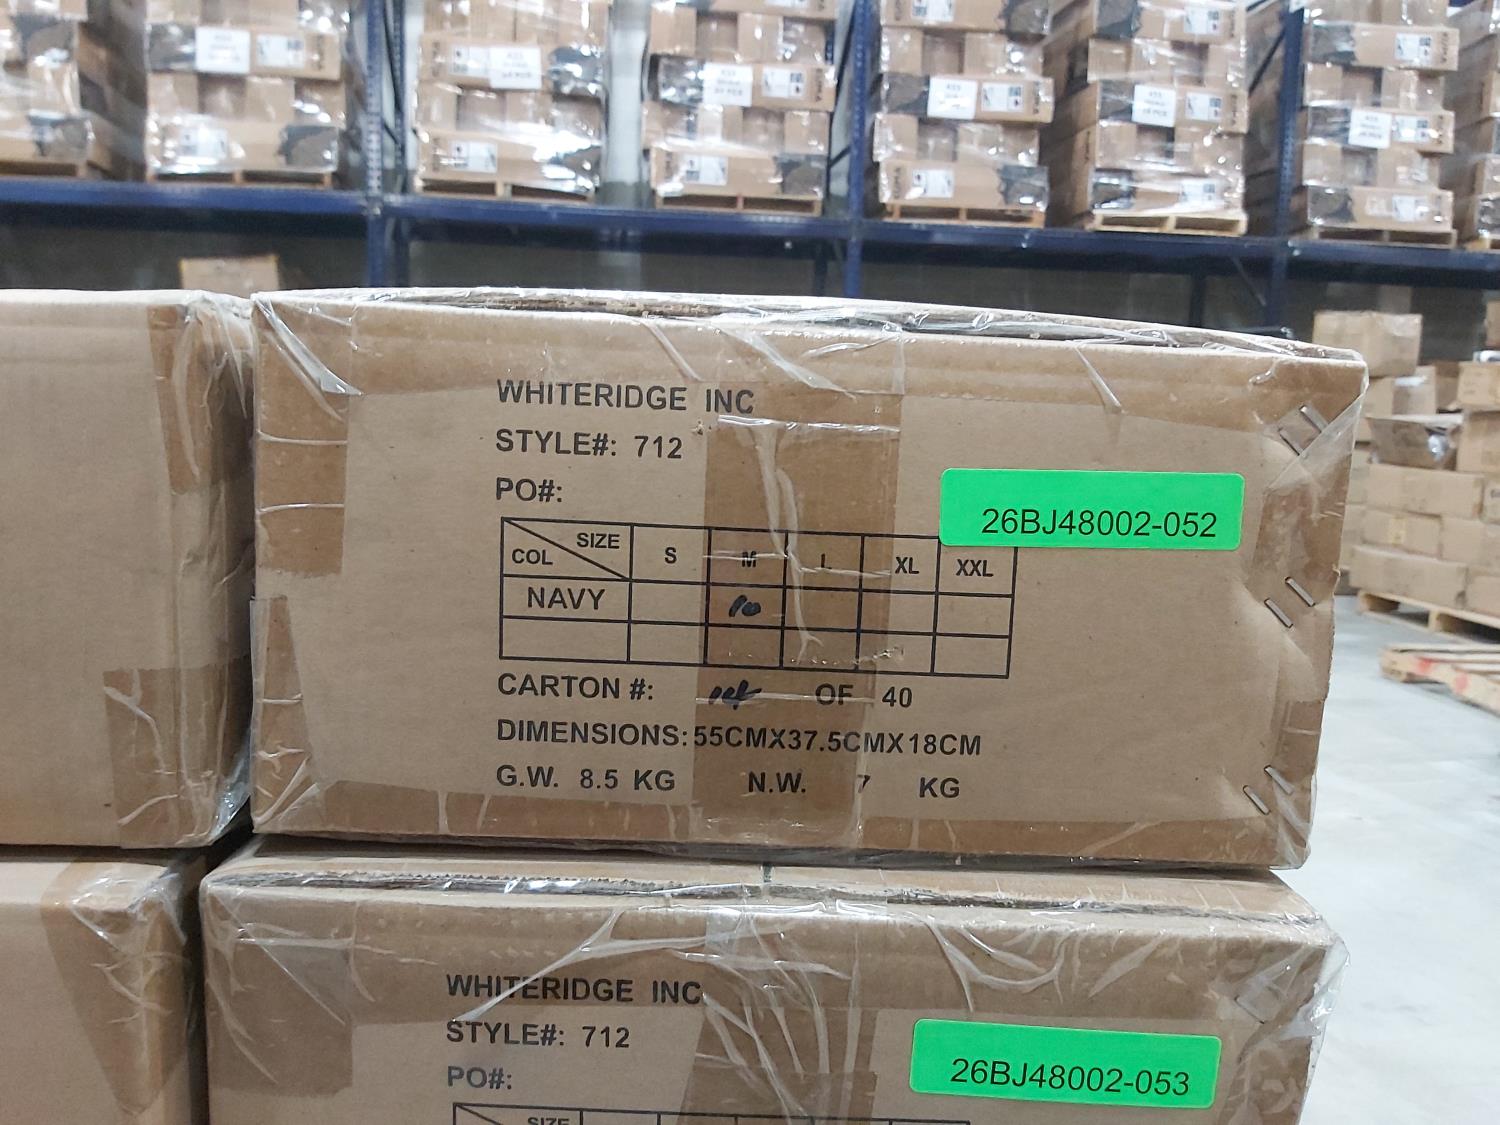 WHITERIDGE INC
STYLE#: 712
PO#:
26BJ48002-052
SIZE
COL S M L XL XXL
NAVY 10
CARTON #: OF 40
DIMENSIONS:55CMX37.5CMX18CM
G.W. 8.5 KG N.W. 7 KG
WHITERIDGE INC
STYLE#: 712
PO#:
26BJ48002-053
SIZE